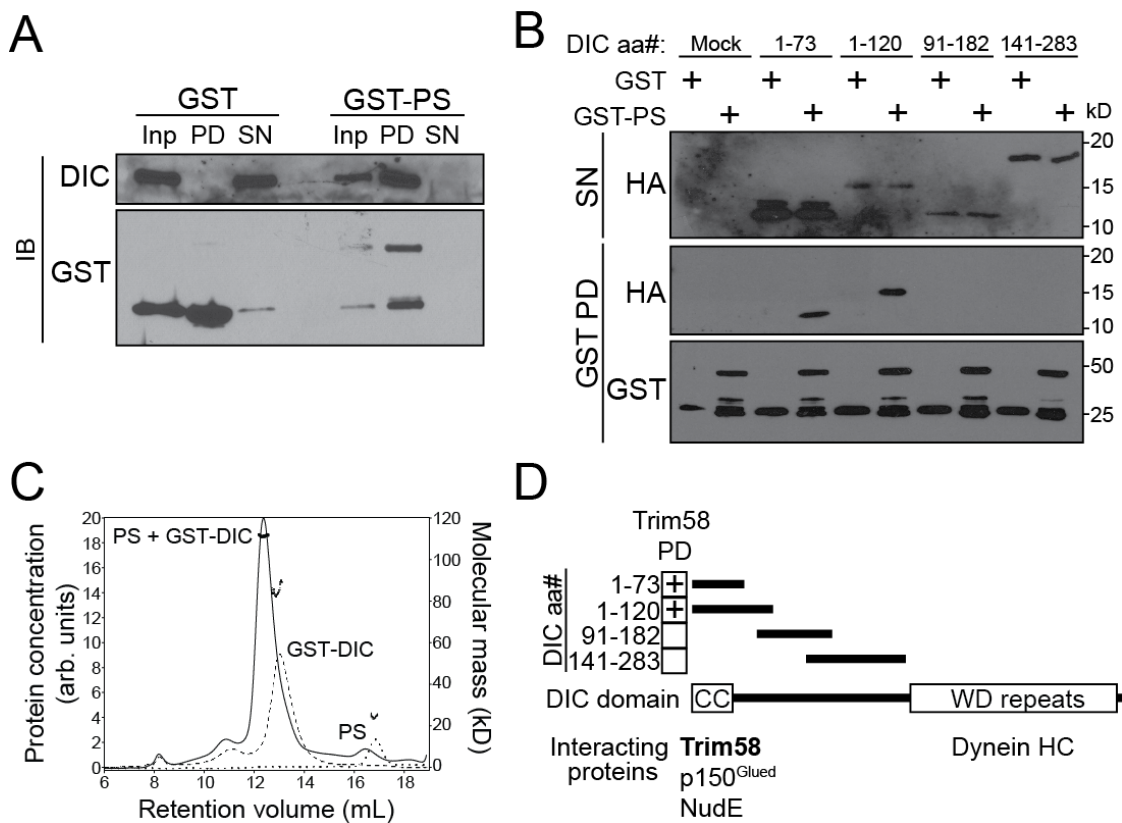 A
GST GST-PS
Inp PD SN Inp PD SN
DIC
IB
GST
B
DIC aa#: Mock 1-73 1-120 91-182 141-283
GST + + + + +
GST-PS + + + + + kD
SN
HA
20
15
10
GST PD
HA
20
15
10
GST
50
25
C
Protein concentration
(arb. units)
20
18
16
14
12
10
8
6
4
2
0
PS + GST-DIC
GST-DIC
PS
120
100
80
60
40
20
0
Molecular mass
(kD)
6 8 10 12 14 16 18
Retention volume (mL)
D
Trim58
PD
DIC aa#
1-73 +
1-120 +
91-182
141-283
DIC domain CC WD repeats
Interacting
proteins
Trim58
p150Glued
NudE
Dynein HC